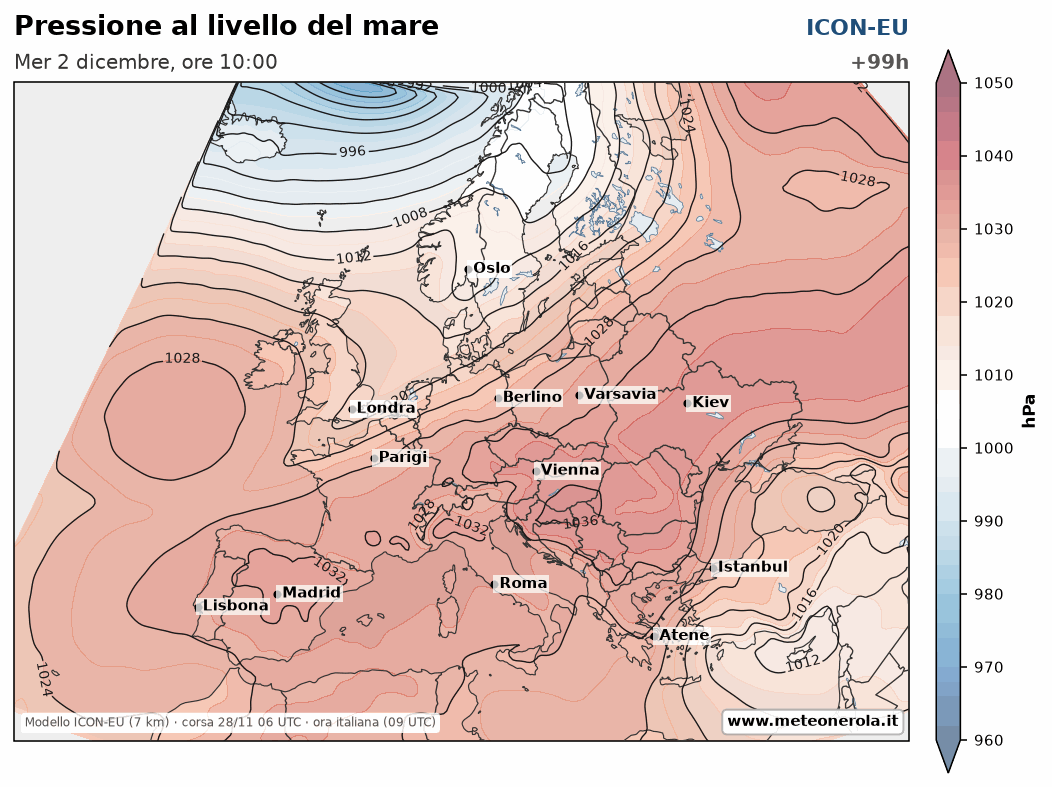 Pressione al livello del mare
ICON-EU
Mer 2 dicembre, ore 10:00
+99h
1050
1040
1030
1020
1010
1000
990
980
970
960
hPa
1000
1024
996
1028
1008
1012
1016
Oslo
1028
1028
Londra
Berlino
Varsavia
Kiev
Parigi
Vienna
1028
1032
1036
1020
1032
Istanbul
Madrid
Roma
Lisbona
1016
Atene
1012
1024
Modello ICON-EU (7 km) · corsa 28/11 06 UTC · ora italiana (09 UTC)
www.meteonerola.it